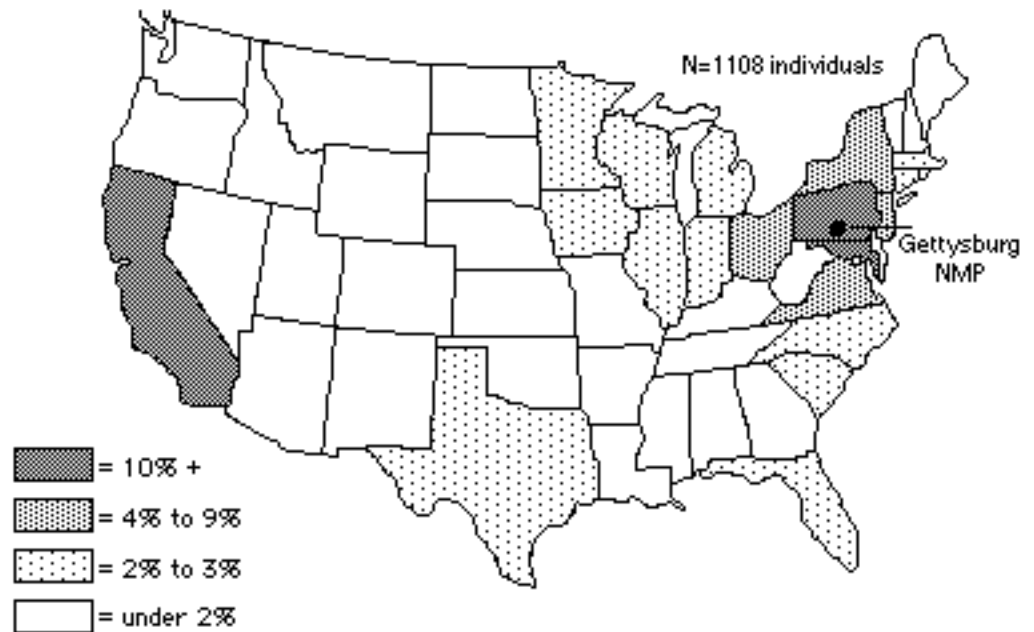 N=1108 individuals
Gettysburg
NMP
= 10% +
= 4% to 9%
= 2% to 3%
= under 2%